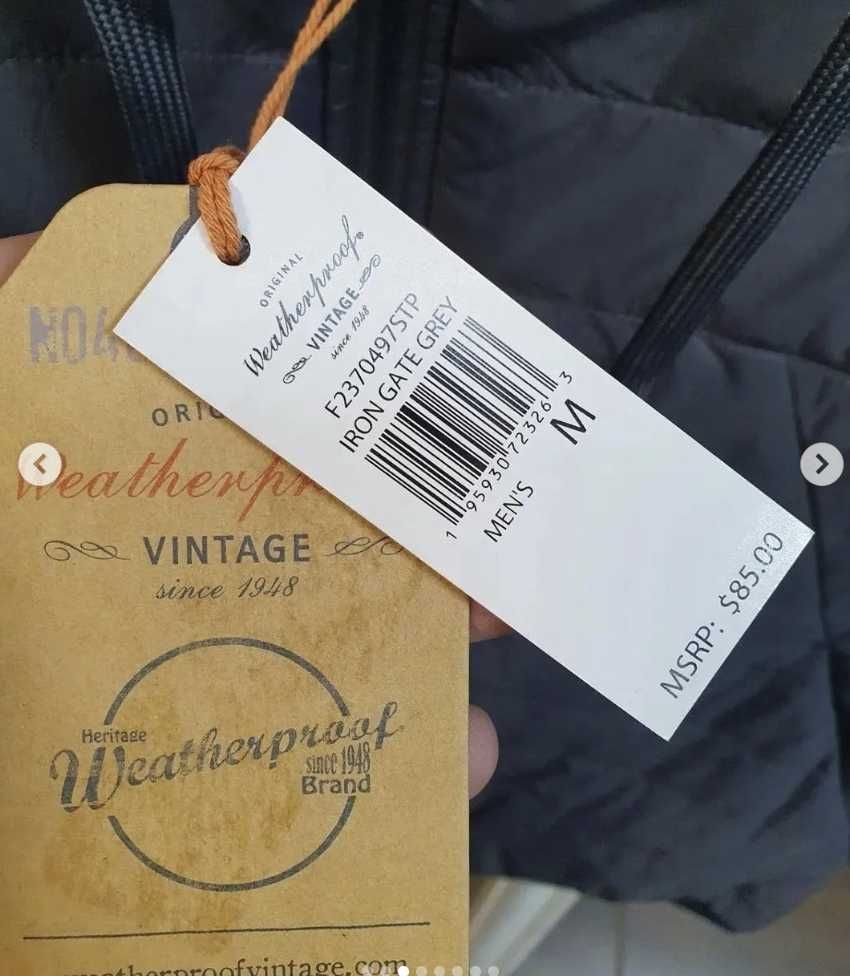 ORIGINAL
Weatherproof®
VINTAGE
since 1948
F2370497STP
IRON GATE GREY
1 95930 72326 3
MEN'S M
MSRP: $85.00
VINTAGE
since 1948
Heritage
Weatherproof
since 1948
Brand